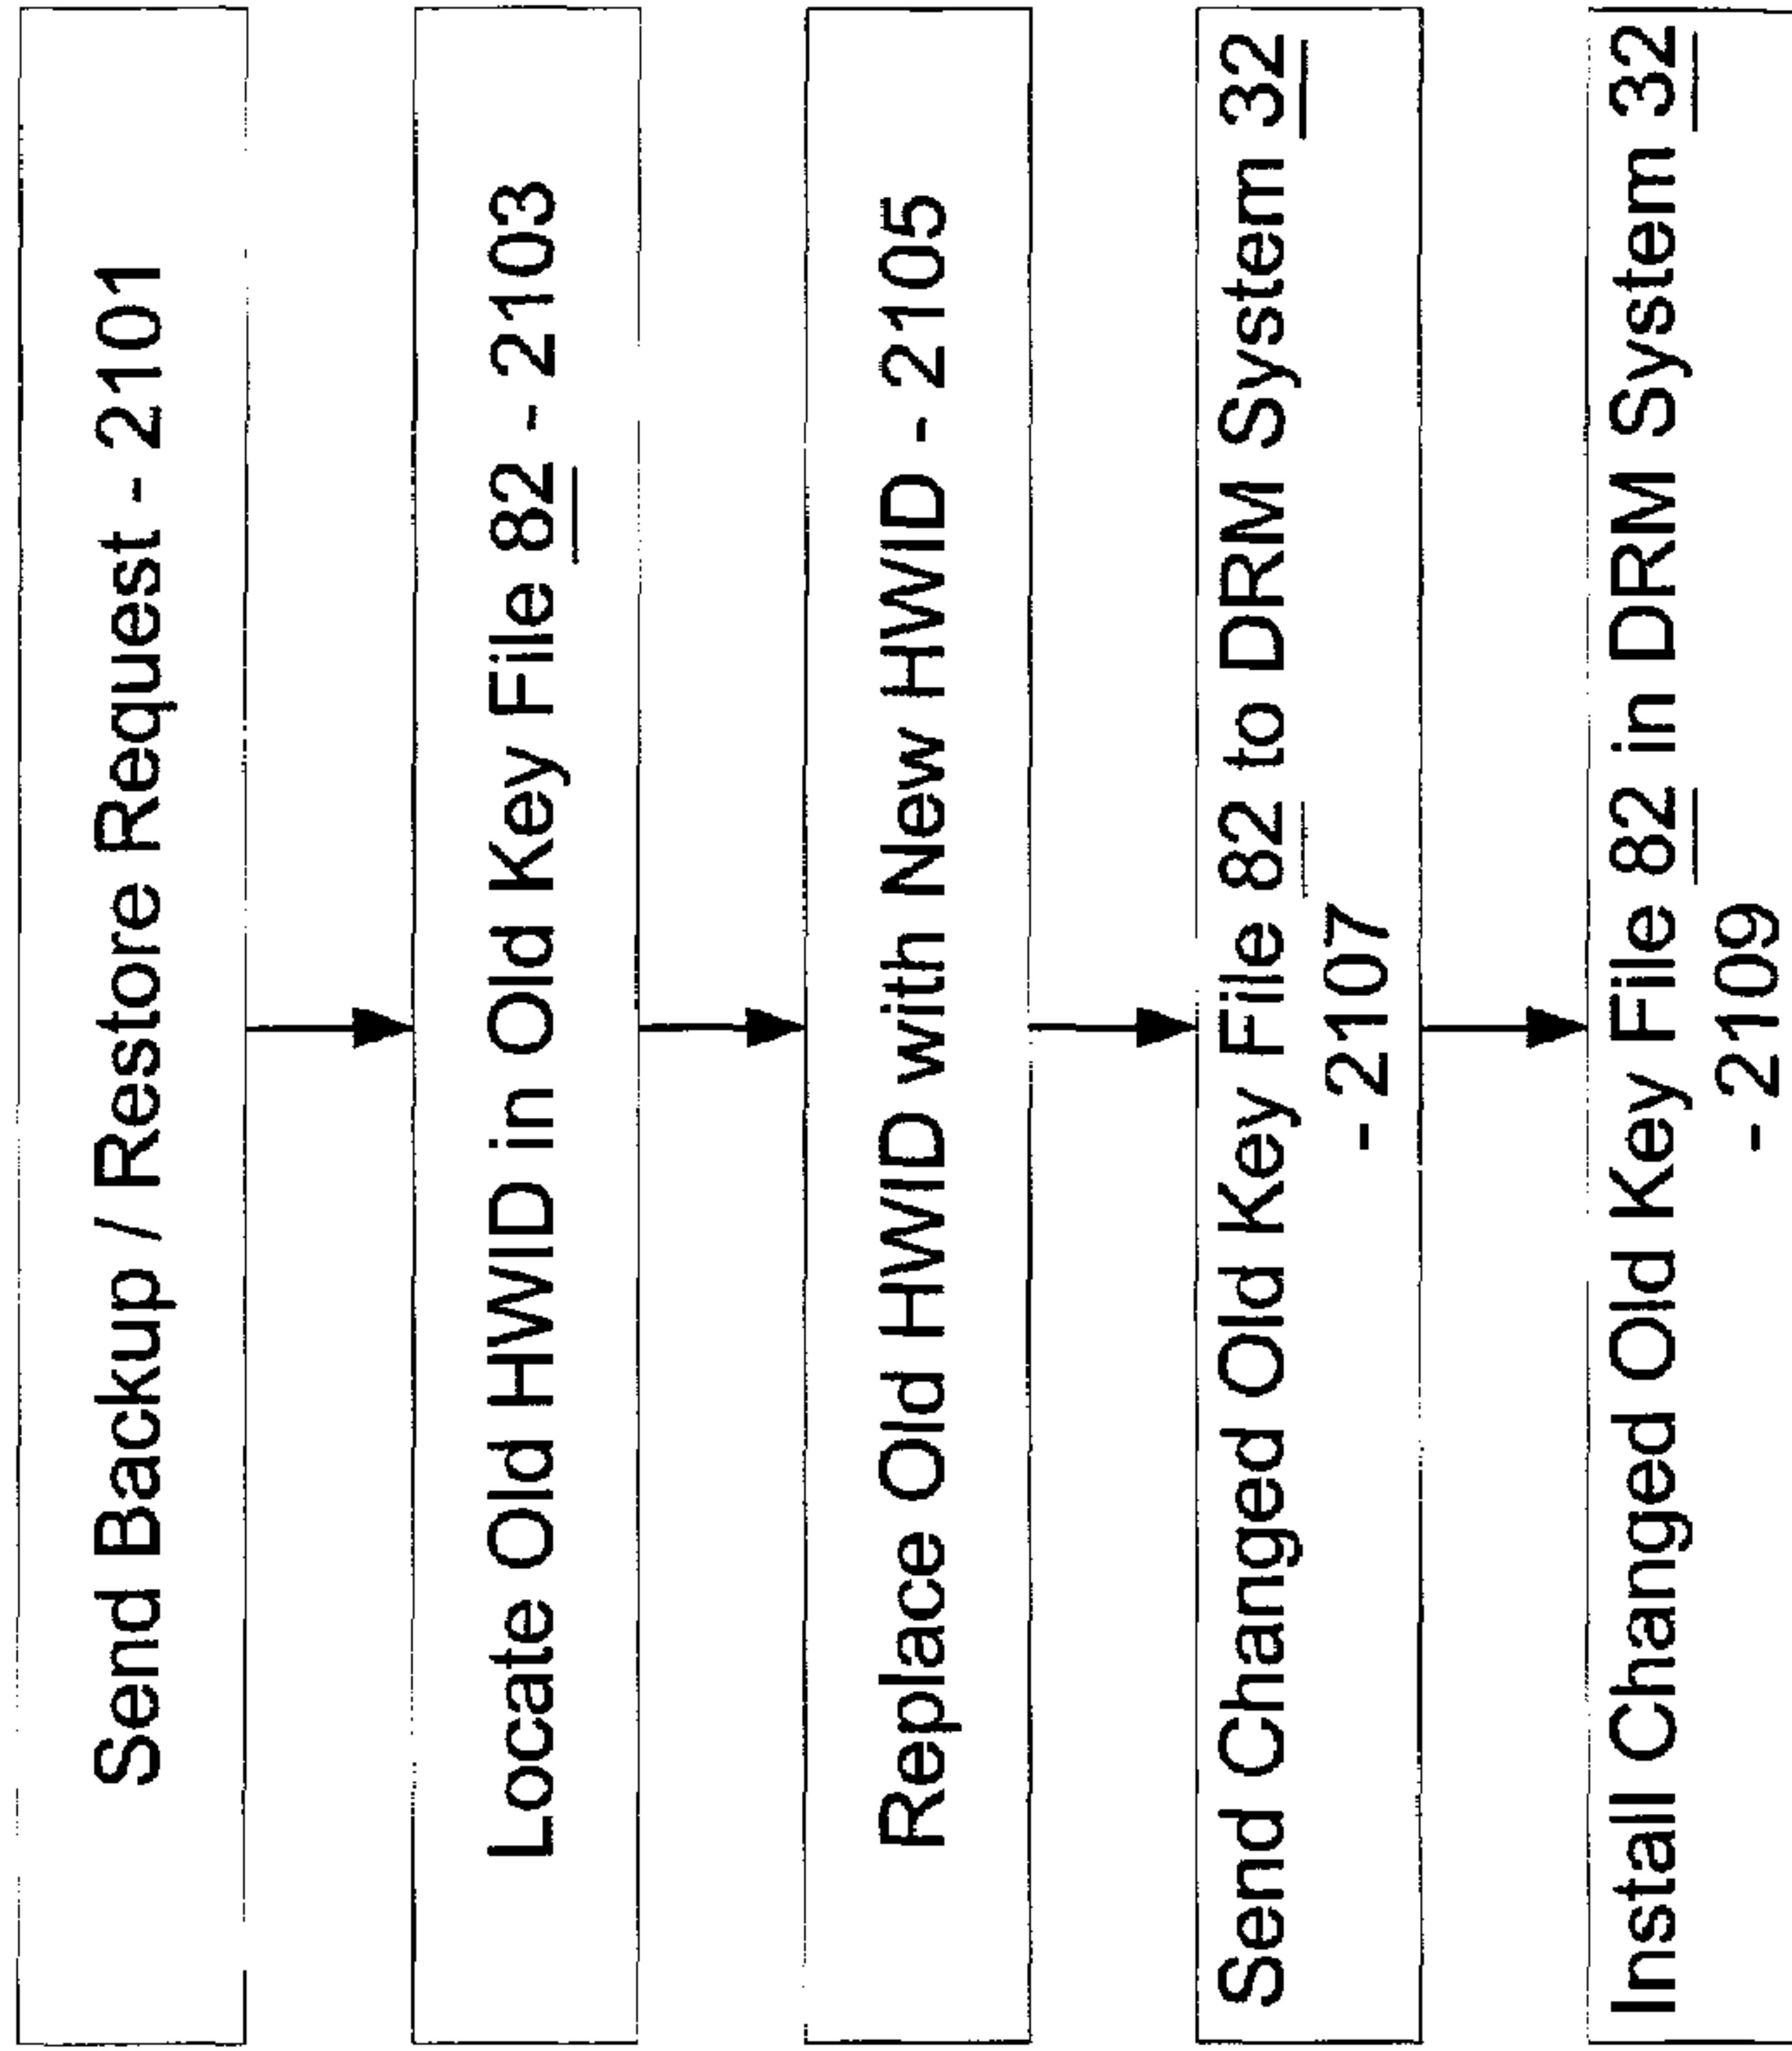 Send Backup / Restore Request - 2101
Locate Old HWID in Old Key File 82 - 2103
Replace Old HWID with New HWID - 2105
Send Changed Old Key File 82 to DRM System 32
- 2107
Install Changed Old Key File 82 in DRM System 32
- 2109